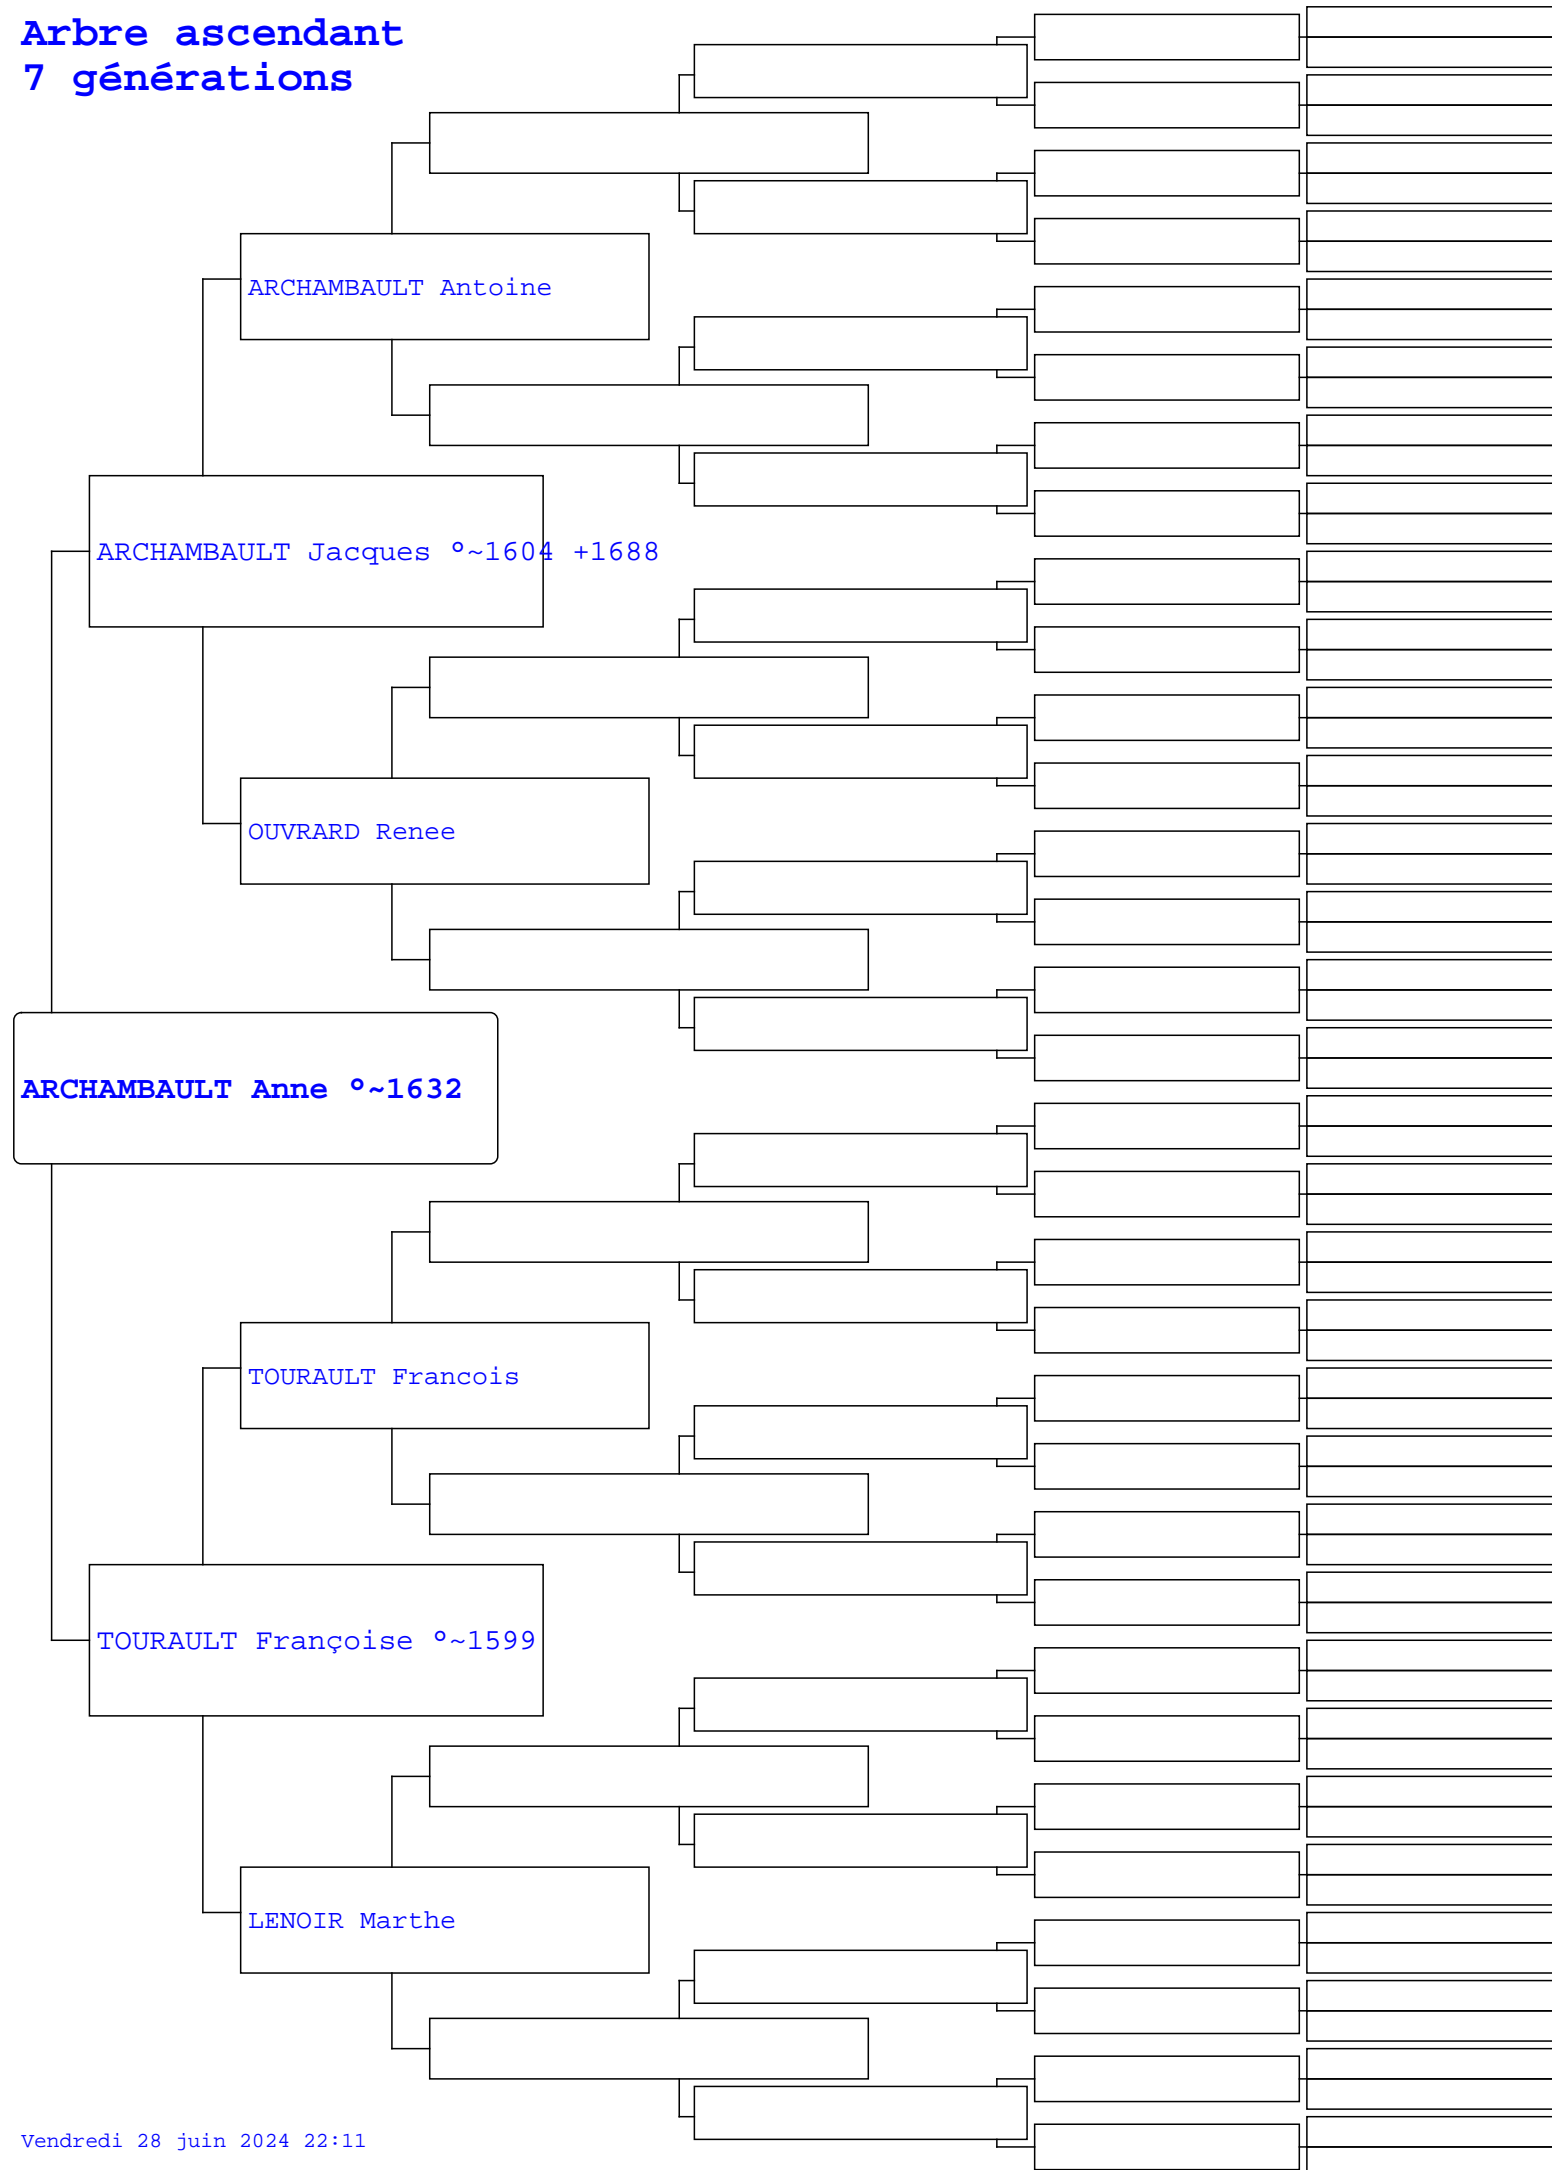 Arbre ascendant
7 générations
ARCHAMBAULT Antoine
ARCHAMBAULT Jacques °~1604 +1688
OUVRARD Renee
ARCHAMBAULT Anne °~1632
TOURAULT Francois
TOURAULT Françoise °~1599
LENOIR Marthe
Vendredi 28 juin 2024 22:11